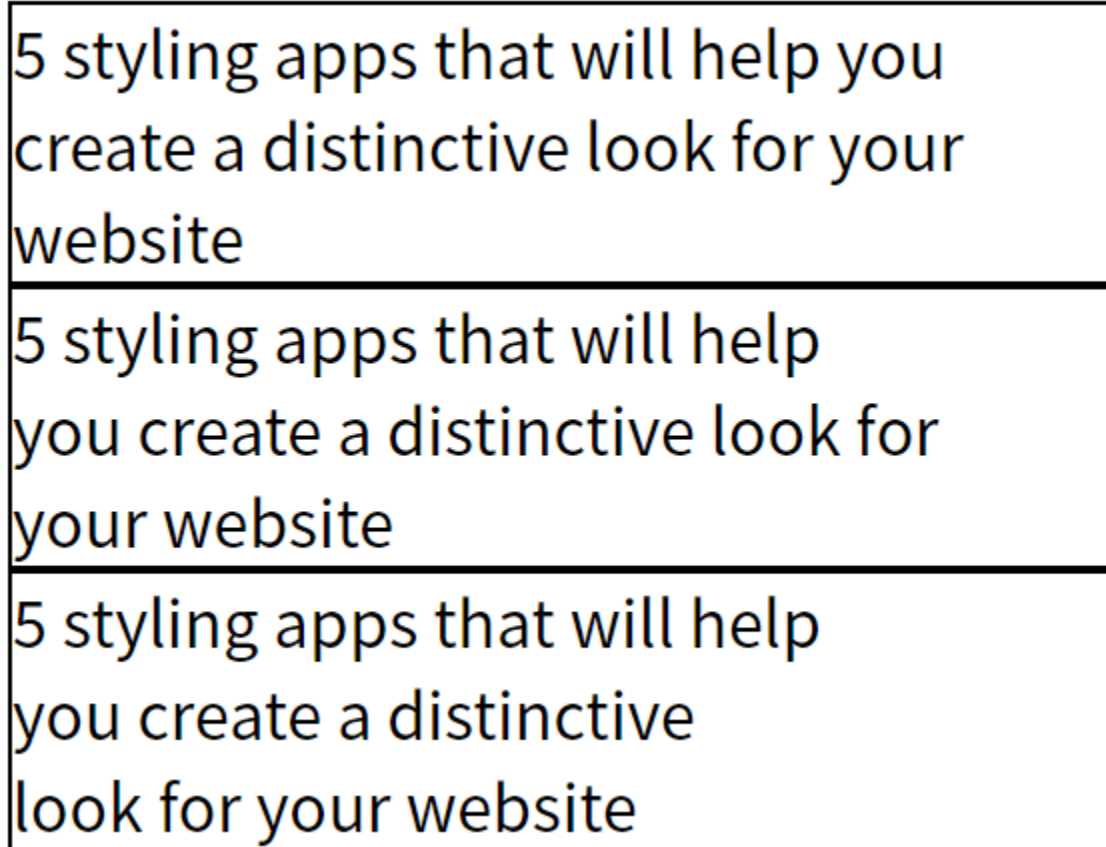 5 styling apps that will help you
create a distinctive look for your
website
5 styling apps that will help
you create a distinctive look for
your website
5 styling apps that will help
you create a distinctive
look for your website